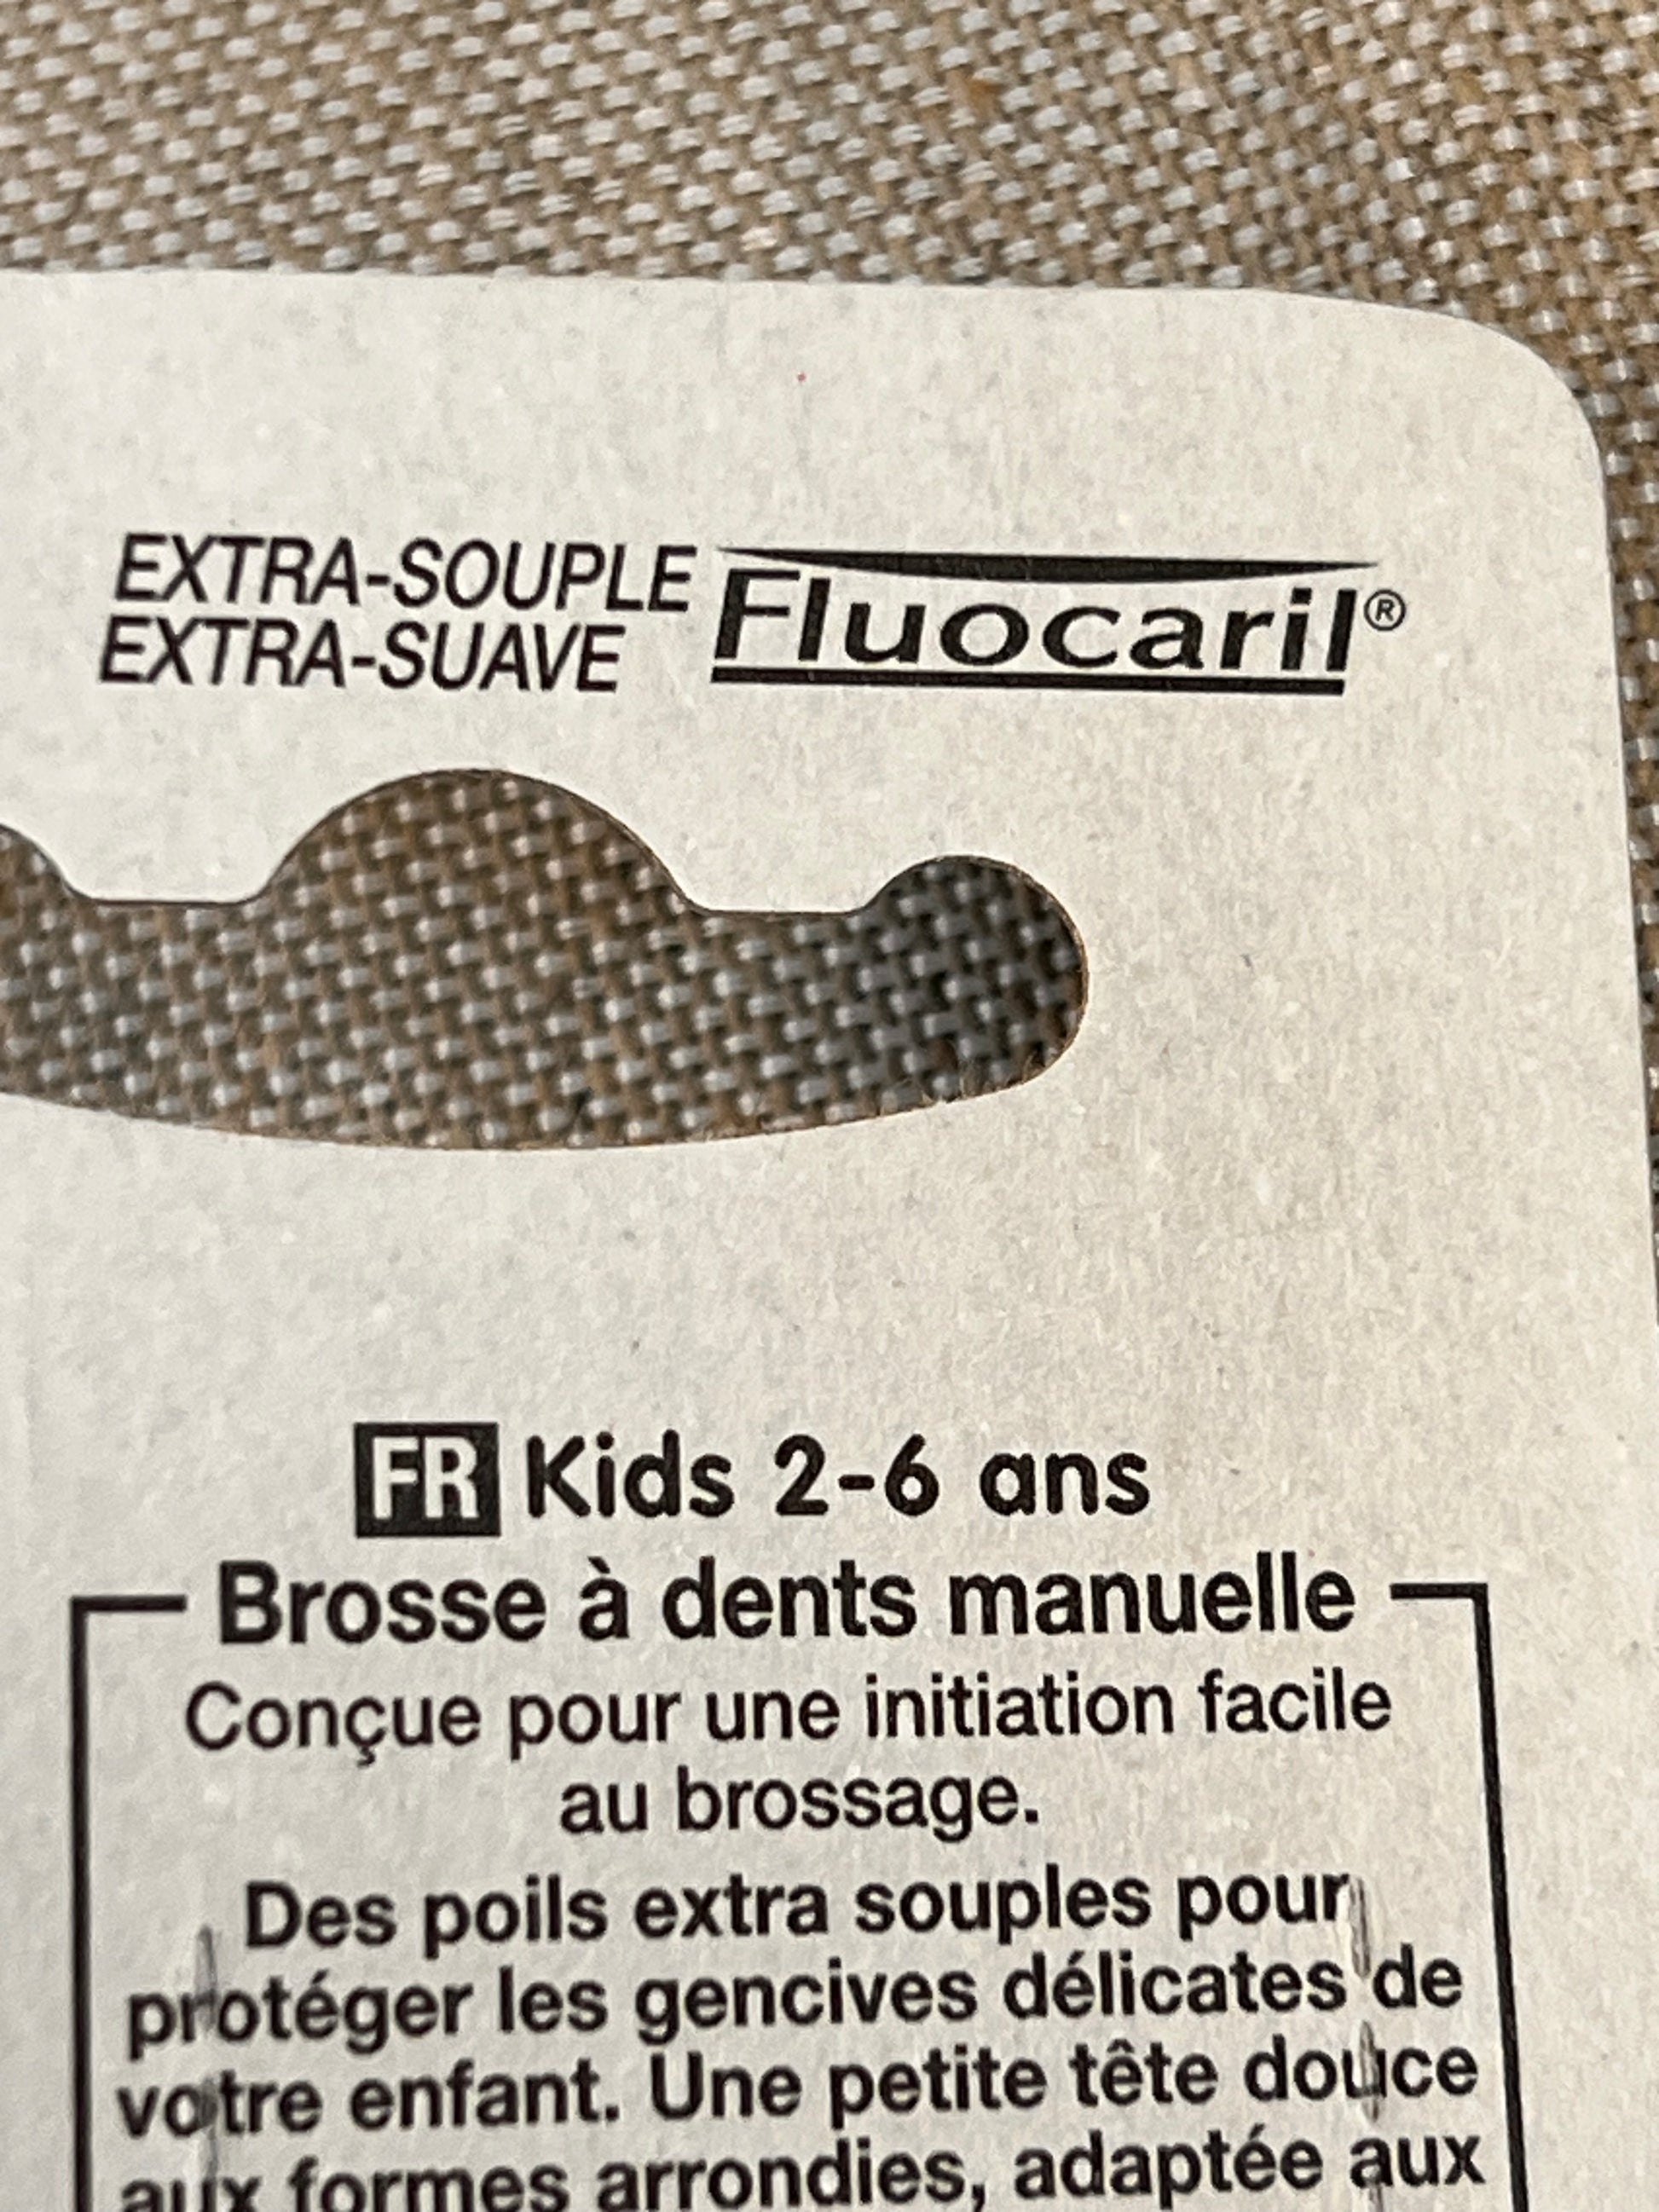 EXTRA-SOUPLE
EXTRA-SUAVE
Fluocaril®
FR Kids 2-6 ans
Brosse à dents manuelle
Conçue pour une initiation facile
au brossage.
Des poils extra souples pour
protéger les gencives délicates de
votre enfant. Une petite tête douce
aux formes arrondies, adaptée aux